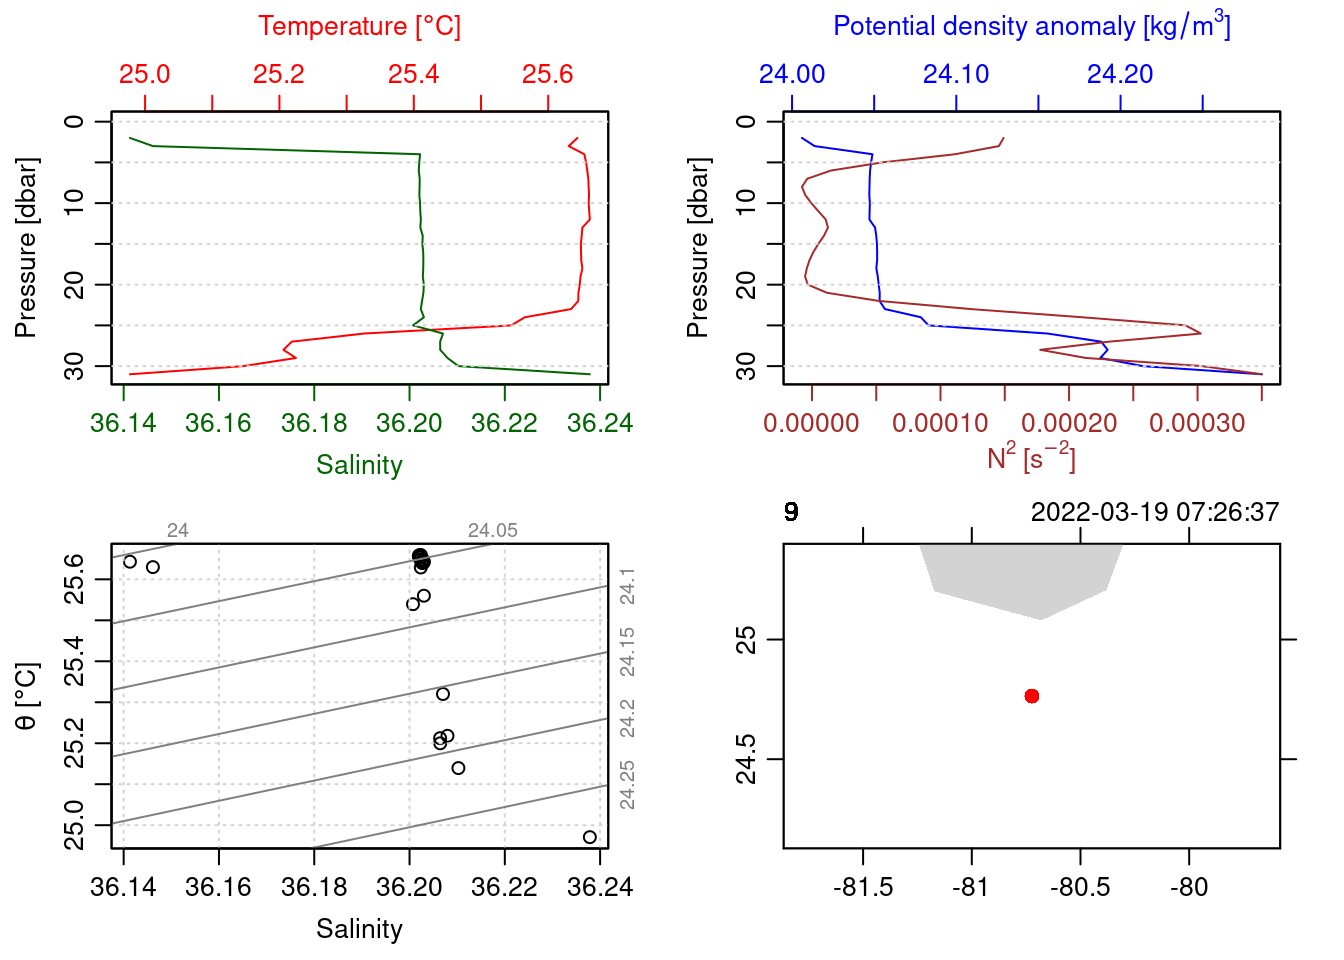 Temperature [°C]
25.0 25.2 25.4 25.6
Pressure [dbar]
0 10 20 30
36.14 36.16 36.18 36.20 36.22 36.24
Salinity
Potential density anomaly [kg/m³]
24.00 24.10 24.20
Pressure [dbar]
0 10 20 30
0.00000 0.00010 0.00020 0.00030
N² [s⁻²]
24 24.05
24.1
24.15
24.2
24.25
θ [°C]
25.6 25.4 25.2 25.0
36.14 36.16 36.18 36.20 36.22 36.24
Salinity
2022-03-19 07:26:37
25
24.5
-81.5 -81 -80.5 -80